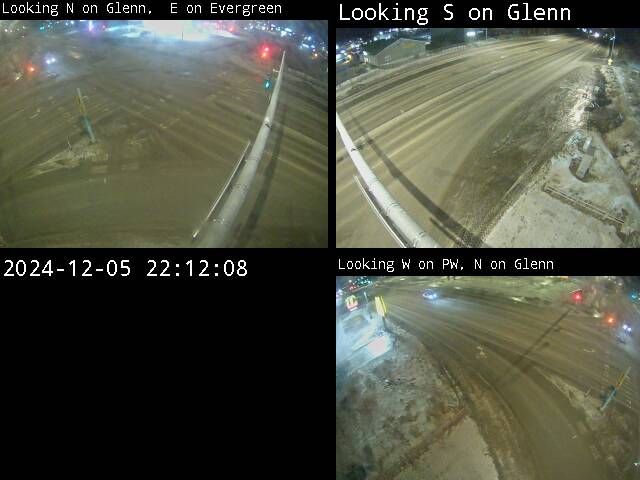 Looking N on Glenn,  E on Evergreen
Looking S on Glenn
2024-12-05 22:12:08
Looking W on PW, N on Glenn